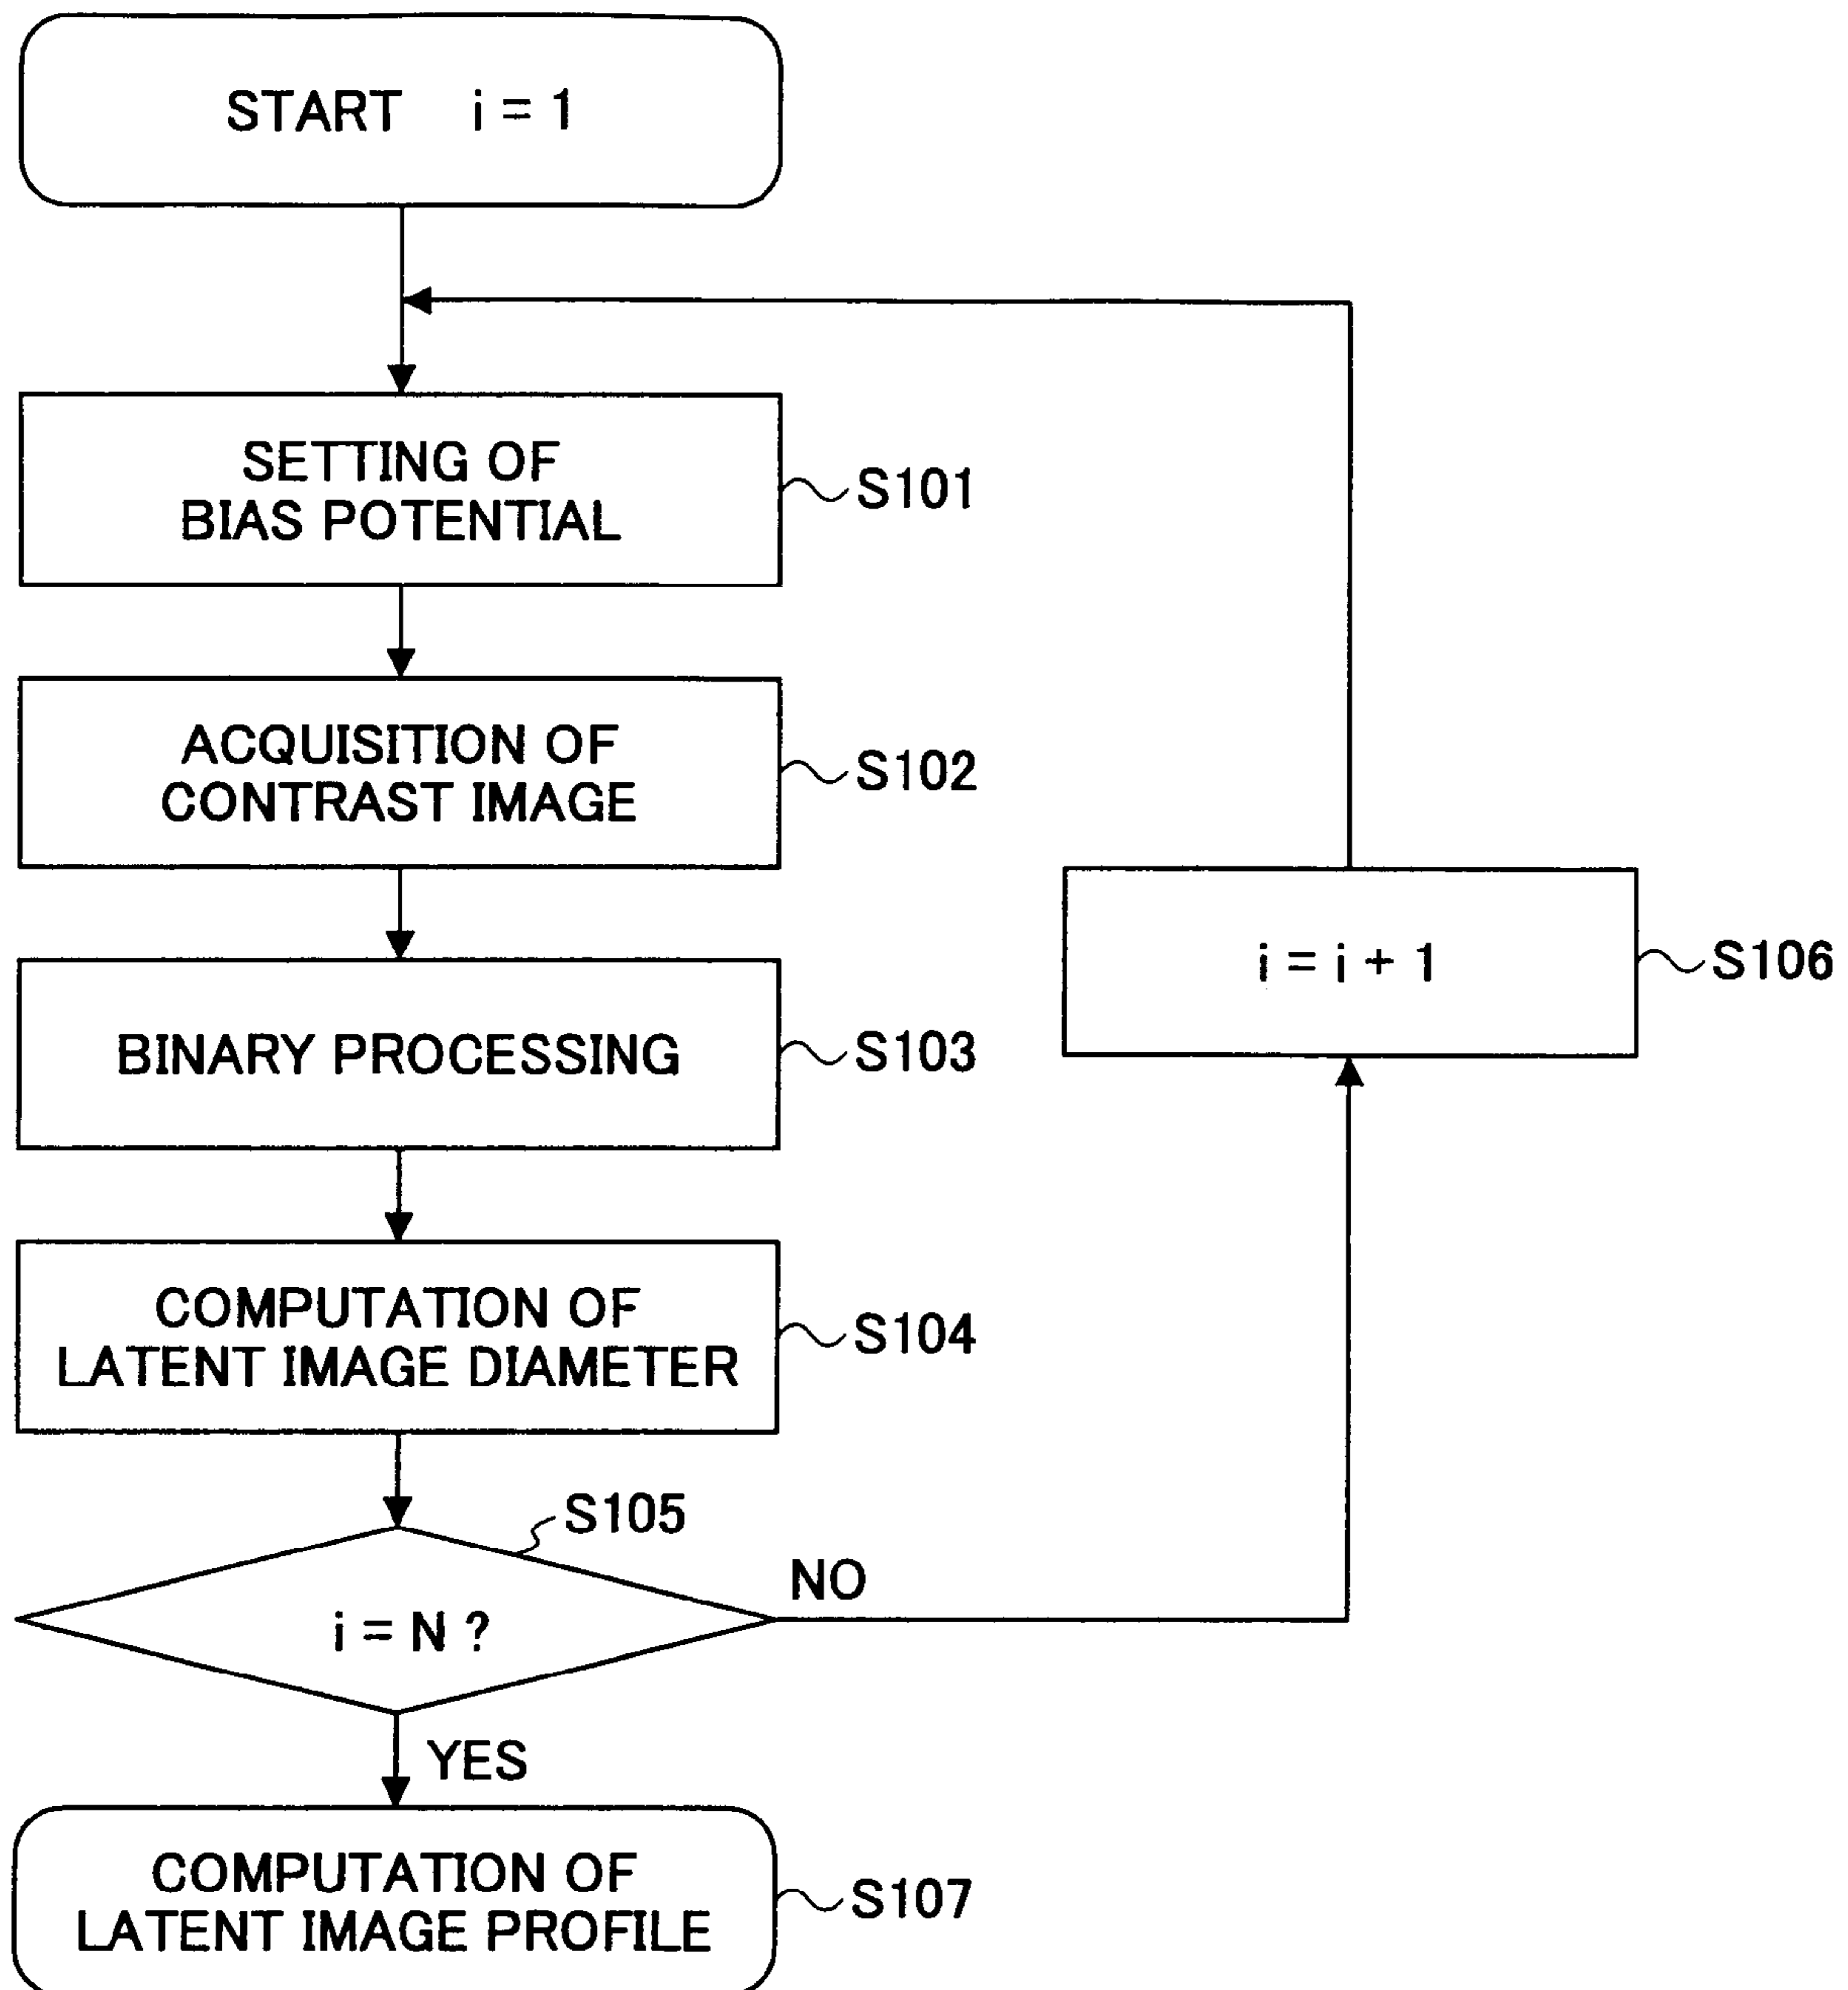 START i = 1
SETTING OF
BIAS POTENTIAL
S101
ACQUISITION OF
CONTRAST IMAGE
S102
BINARY PROCESSING
S103
i = i + 1
S106
COMPUTATION OF
LATENT IMAGE DIAMETER
S104
S105
i = N ?
NO
YES
COMPUTATION OF
LATENT IMAGE PROFILE
S107